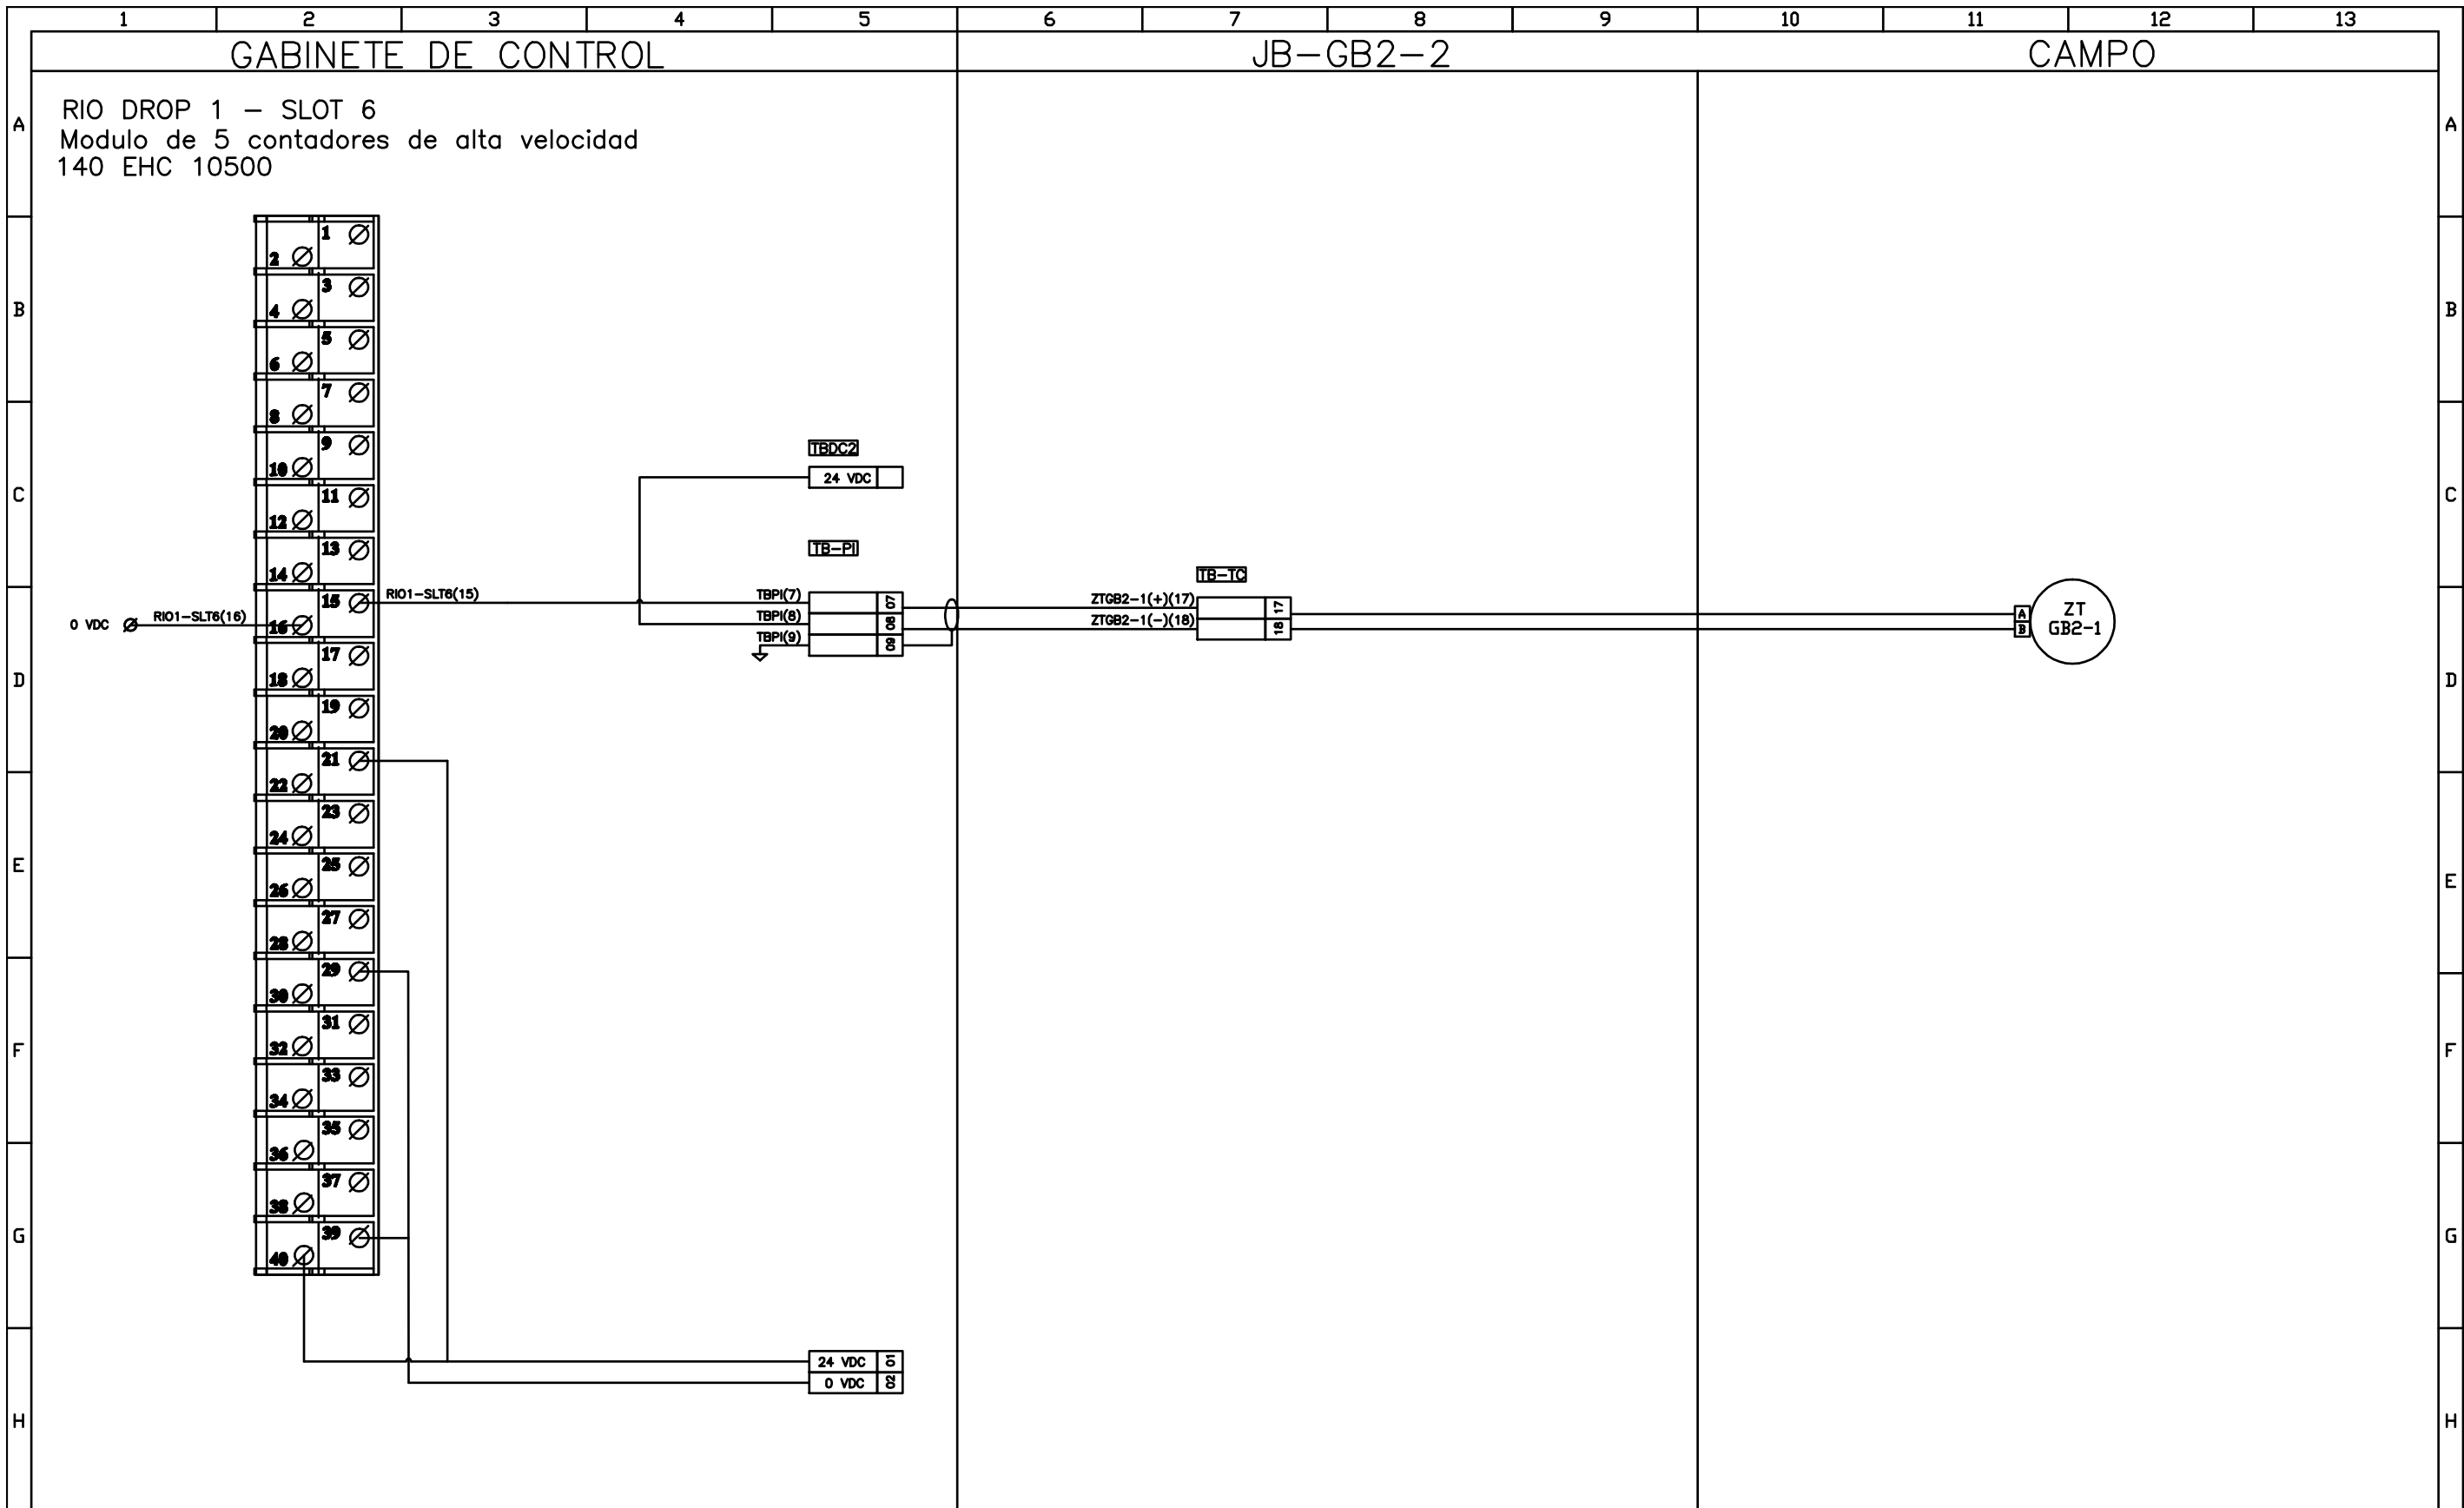 1 2 3 4 5 6 7 8 9 10 11 12 13
GABINETE DE CONTROL
JB-GB2-2
CAMPO
A
A
RIO DROP 1 - SLOT 6
Modulo de 5 contadores de alta velocidad
140 EHC 10500
1
2
3
B
B
4
5
6
7
8
9
TBDC2
10
24 VDC
C
11
C
12
13
TB-PI
14
TB-TC
15
RIO1-SLT6(15)
TBPI(7)
07
ZTGB2-1(+)(17)
17
A
ZT
0 VDC
RIO1-SLT6(16)
16
TBPI(8)
08
ZTGB2-1(-)(18)
18
B
GB2-1
TBPI(9)
09
17
D
18
D
19
20
21
22
23
24
E
25
E
26
27
28
29
30
31
F
32
F
33
34
35
36
37
38
G
39
G
40
24 VDC
01
0 VDC
02
H
H